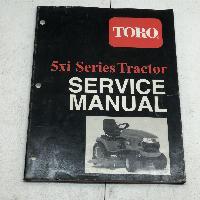 TORO
5xi Series Tractor
SERVICE
MANUAL